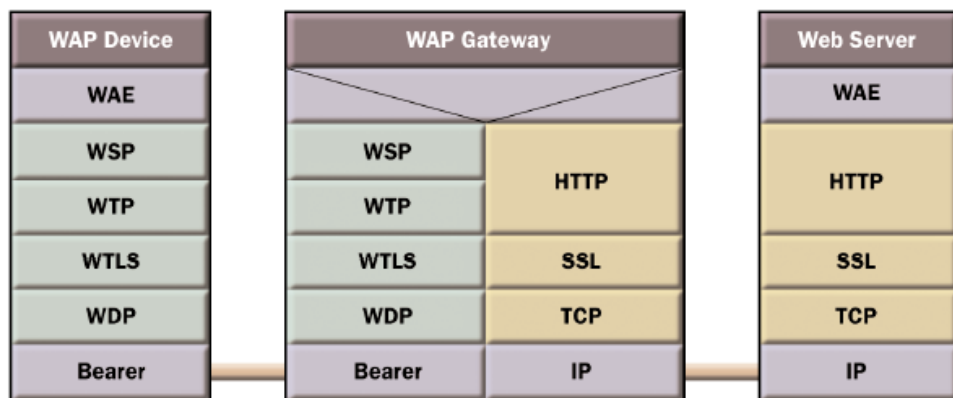 WAP Device
WAE
WSP
WTP
WTLS
WDP
Bearer
WAP Gateway
WSP
WTP
WTLS
WDP
Bearer
HTTP
SSL
TCP
IP
Web Server
WAE
HTTP
SSL
TCP
IP